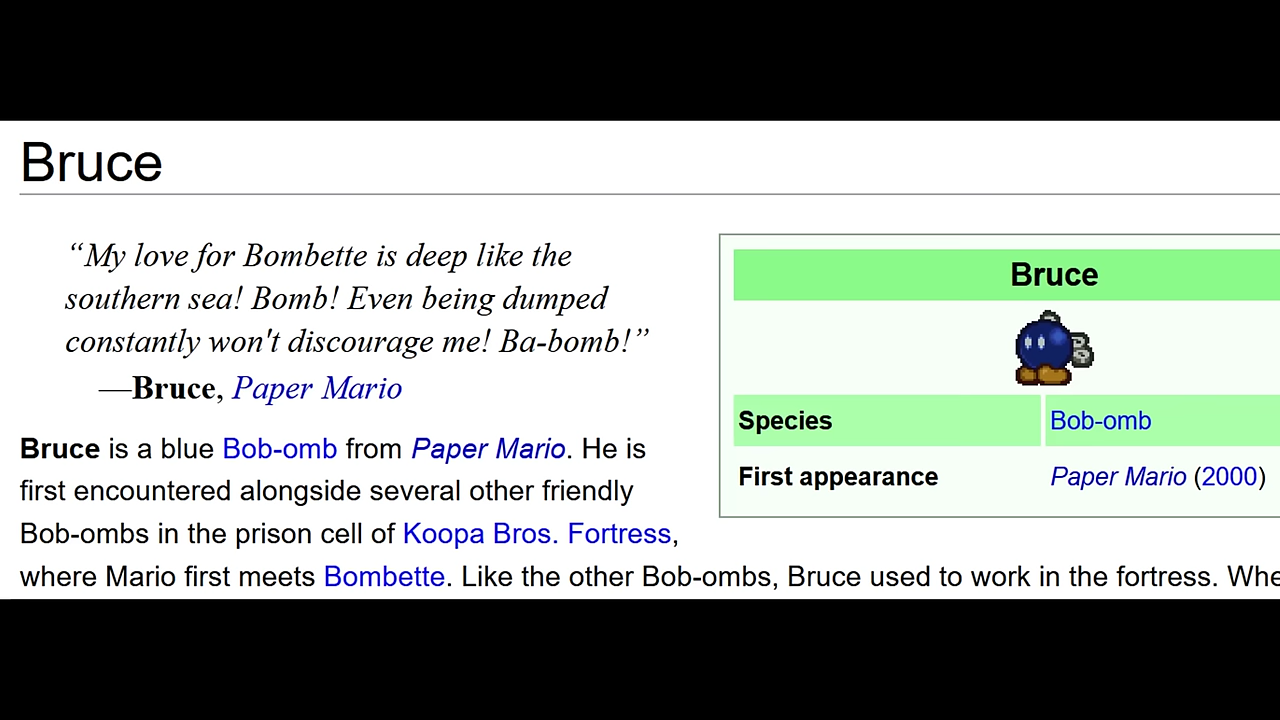 Bruce
“My love for Bombette is deep like the
southern sea! Bomb! Even being dumped
constantly won't discourage me! Ba-bomb!”
—Bruce, Paper Mario
Bruce is a blue Bob-omb from Paper Mario. He is
first encountered alongside several other friendly
Bob-ombs in the prison cell of Koopa Bros. Fortress,
where Mario first meets Bombette. Like the other Bob-ombs, Bruce used to work in the fortress.
Bruce
Species Bob-omb
First appearance Paper Mario (2000)